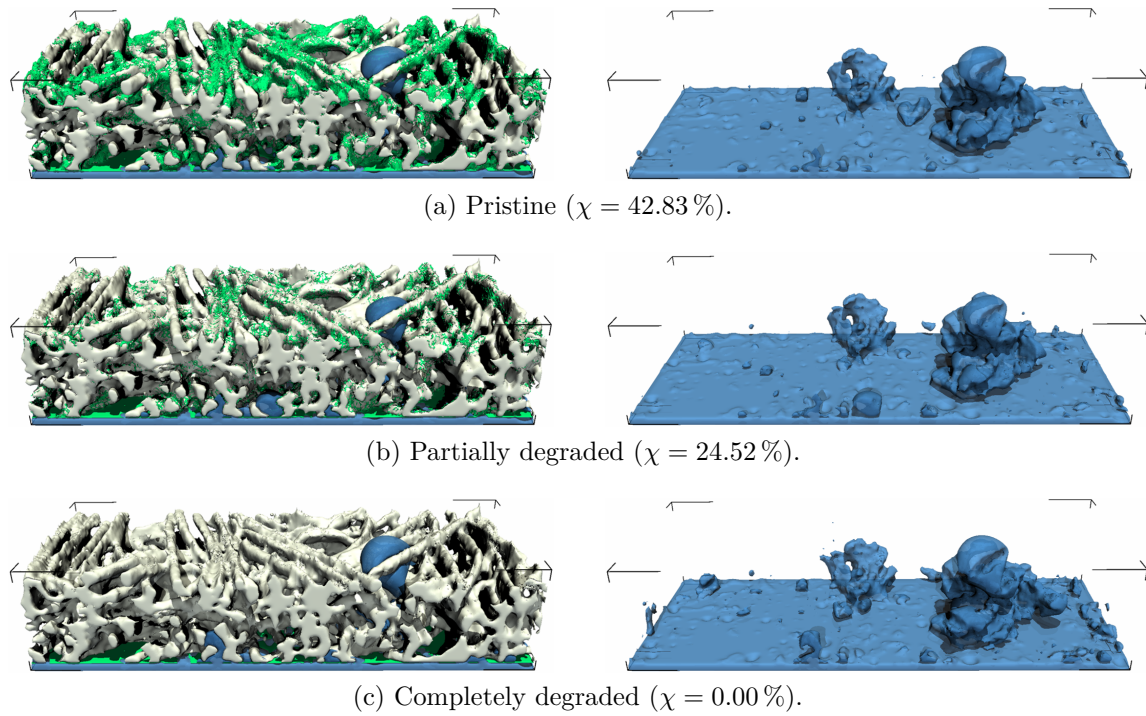 (a) Pristine (χ = 42.83 %).
(b) Partially degraded (χ = 24.52 %).
(c) Completely degraded (χ = 0.00 %).